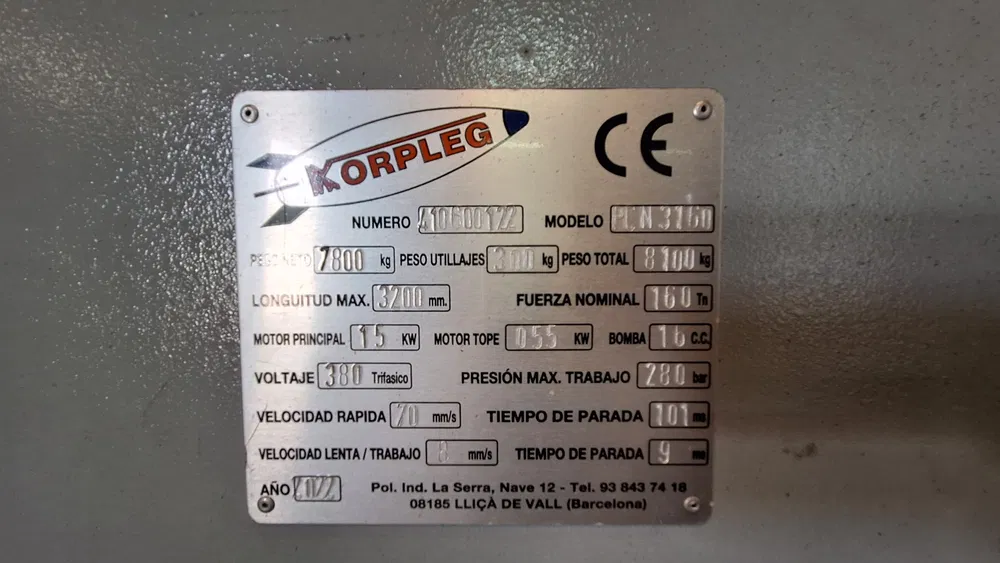 KORPLEG
CE
NUMERO MODELO
PESO NETO 7800 kg PESO UTILLAJES 300 kg PESO TOTAL 8100 kg
LONGUITUD MAX. 3200 mm. FUERZA NOMINAL 160 Tn
MOTOR PRINCIPAL 15 KW MOTOR TOPE 0.55 KW BOMBA 16 C.C.
VOLTAJE 380 Trifasico PRESIÓN MAX. TRABAJO 280 bar
VELOCIDAD RAPIDA mm/s TIEMPO DE PARADA 101 ms
VELOCIDAD LENTA / TRABAJO 8 mm/s TIEMPO DE PARADA 9 ms
AÑO 2022 Pol. Ind. La Serra, Nave 12 - Tel. 93 843 74 18
08185 LLIÇÀ DE VALL (Barcelona)